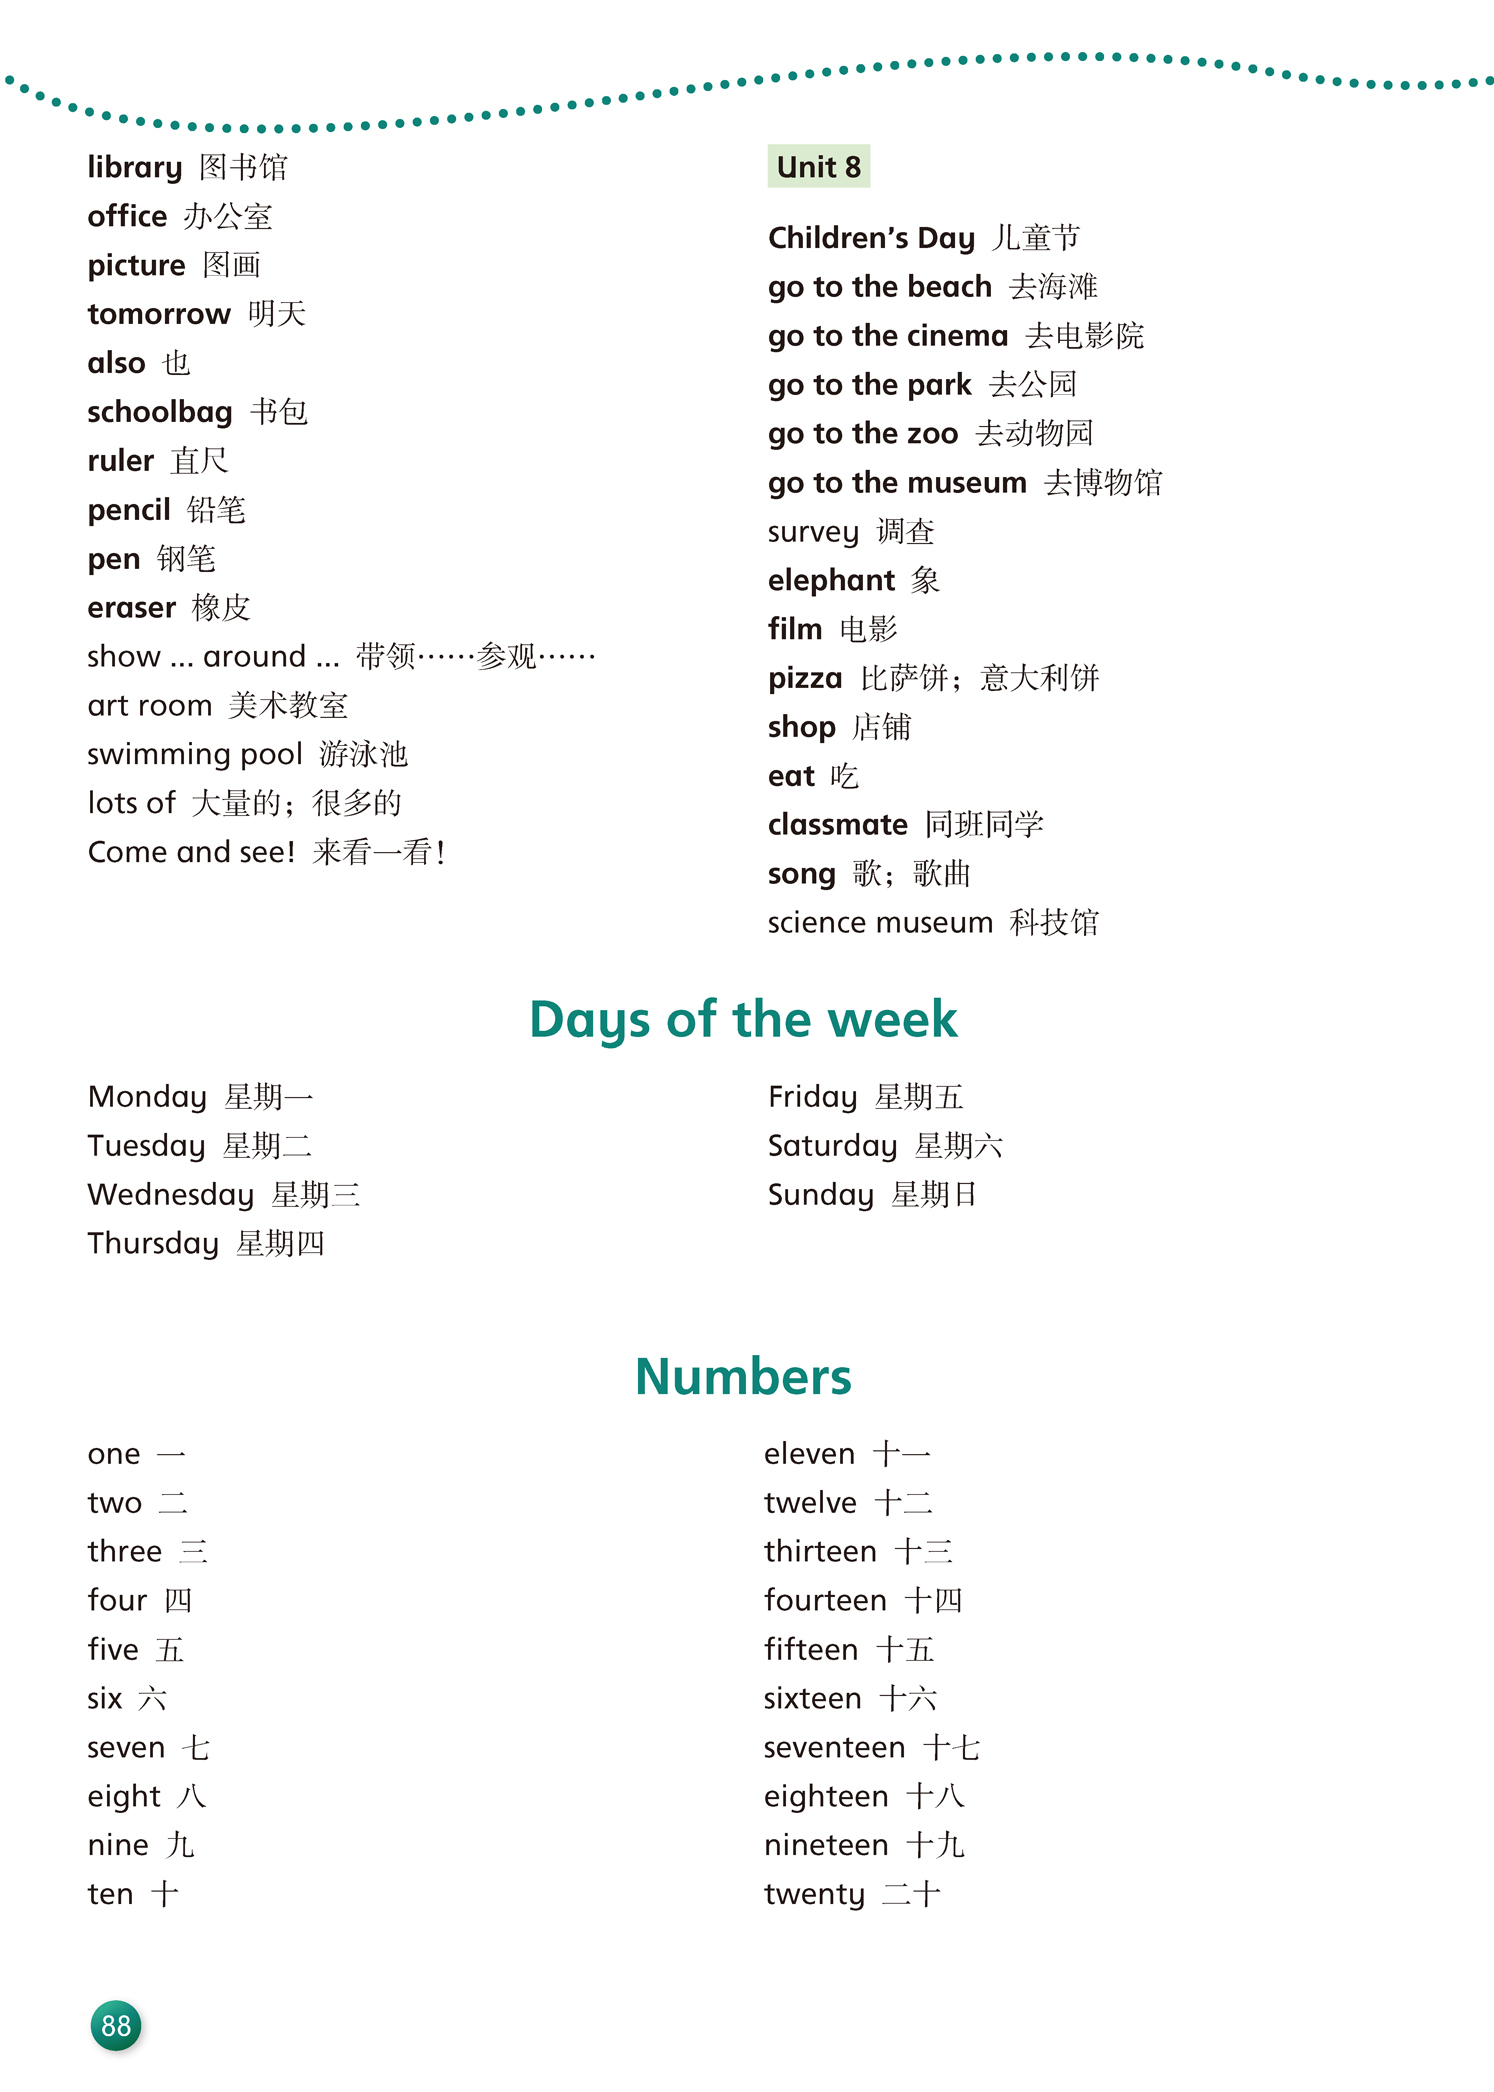 library 图书馆
office 办公室
picture 图画
tomorrow 明天
also 也
schoolbag 书包
ruler 直尺
pencil 铅笔
pen 钢笔
eraser 橡皮
show ... around ... 带领……参观……
art room 美术教室
swimming pool 游泳池
lots of 大量的；很多的
Come and see! 来看一看！
Unit 8
Children’s Day 儿童节
go to the beach 去海滩
go to the cinema 去电影院
go to the park 去公园
go to the zoo 去动物园
go to the museum 去博物馆
survey 调查
elephant 象
film 电影
pizza 比萨饼；意大利饼
shop 店铺
eat 吃
classmate 同班同学
song 歌；歌曲
science museum 科技馆
Days of the week
Monday 星期一
Tuesday 星期二
Wednesday 星期三
Thursday 星期四
Friday 星期五
Saturday 星期六
Sunday 星期日
Numbers
one 一
two 二
three 三
four 四
five 五
six 六
seven 七
eight 八
nine 九
ten 十
eleven 十一
twelve 十二
thirteen 十三
fourteen 十四
fifteen 十五
sixteen 十六
seventeen 十七
eighteen 十八
nineteen 十九
twenty 二十
88